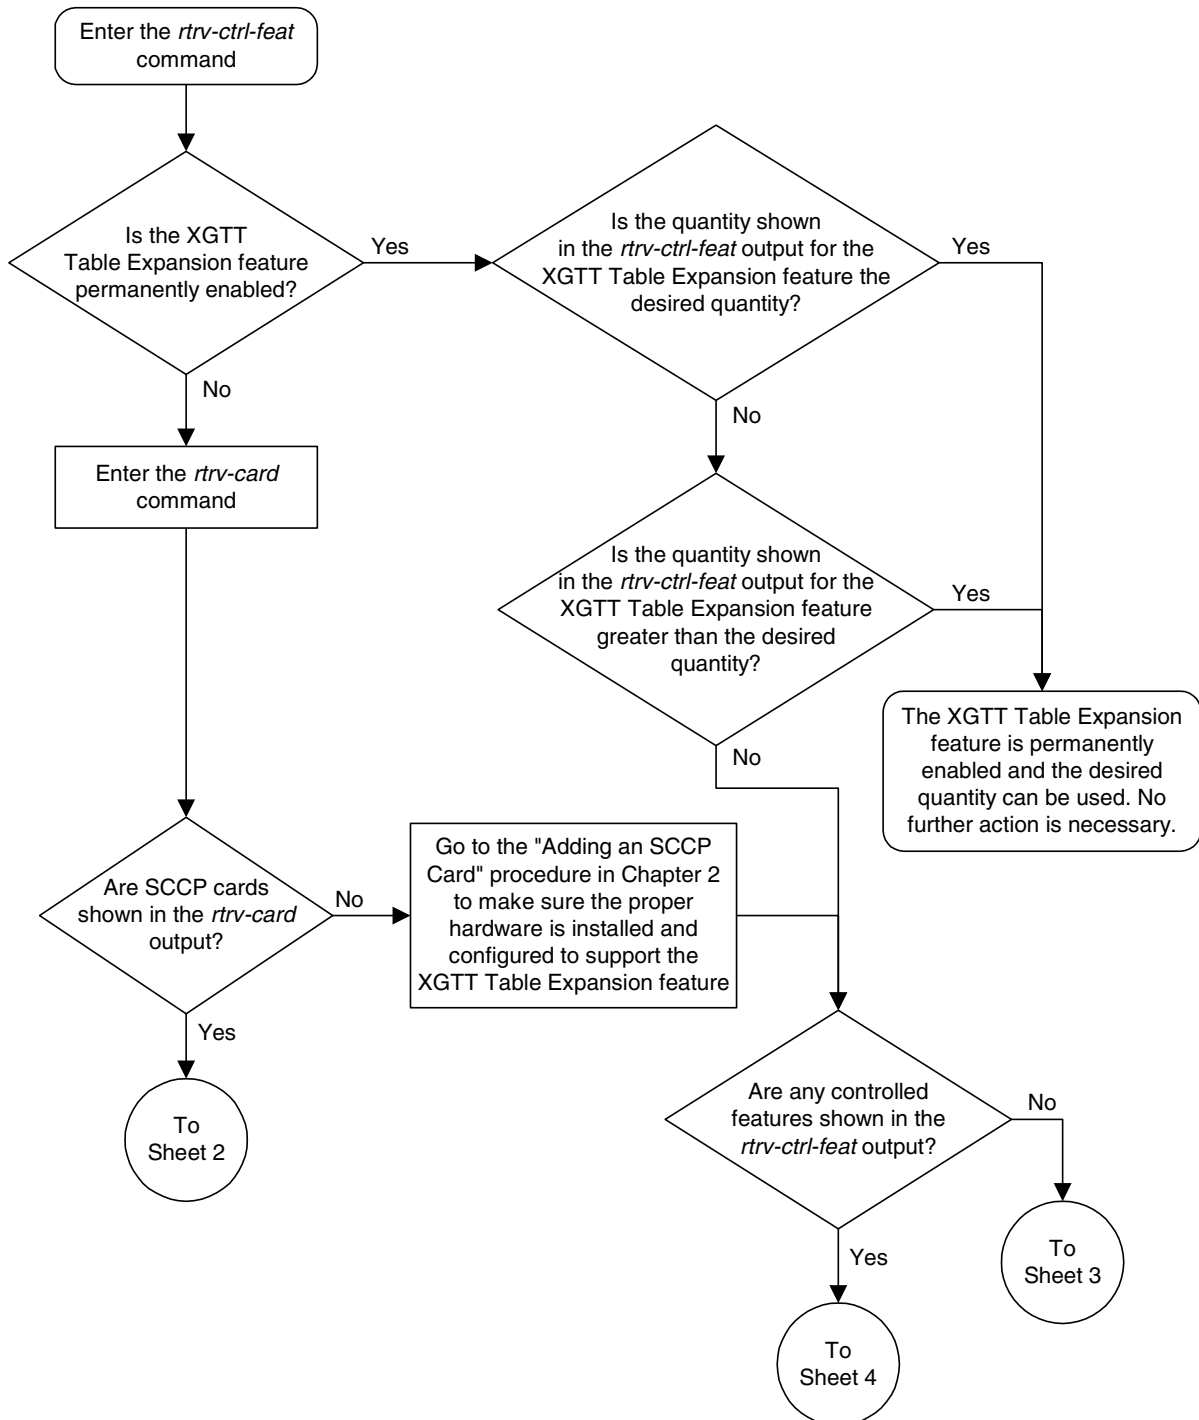 Enter the rtrv-ctrl-feat
command
Is the XGTT
Table Expansion feature
permanently enabled?
Yes
Is the quantity shown
in the rtrv-ctrl-feat output for the
XGTT Table Expansion feature the
desired quantity?
Yes
No
No
Enter the rtrv-card
command
Is the quantity shown
in the rtrv-ctrl-feat output for the
XGTT Table Expansion feature
greater than the desired
quantity?
Yes
The XGTT Table Expansion
feature is permanently
enabled and the desired
quantity can be used. No
further action is necessary.
No
Are SCCP cards
shown in the rtrv-card
output?
No
Go to the "Adding an SCCP
Card" procedure in Chapter 2
to make sure the proper
hardware is installed and
configured to support the
XGTT Table Expansion feature
Yes
To
Sheet 2
Are any controlled
features shown in the
rtrv-ctrl-feat output?
No
To
Sheet 3
Yes
To
Sheet 4